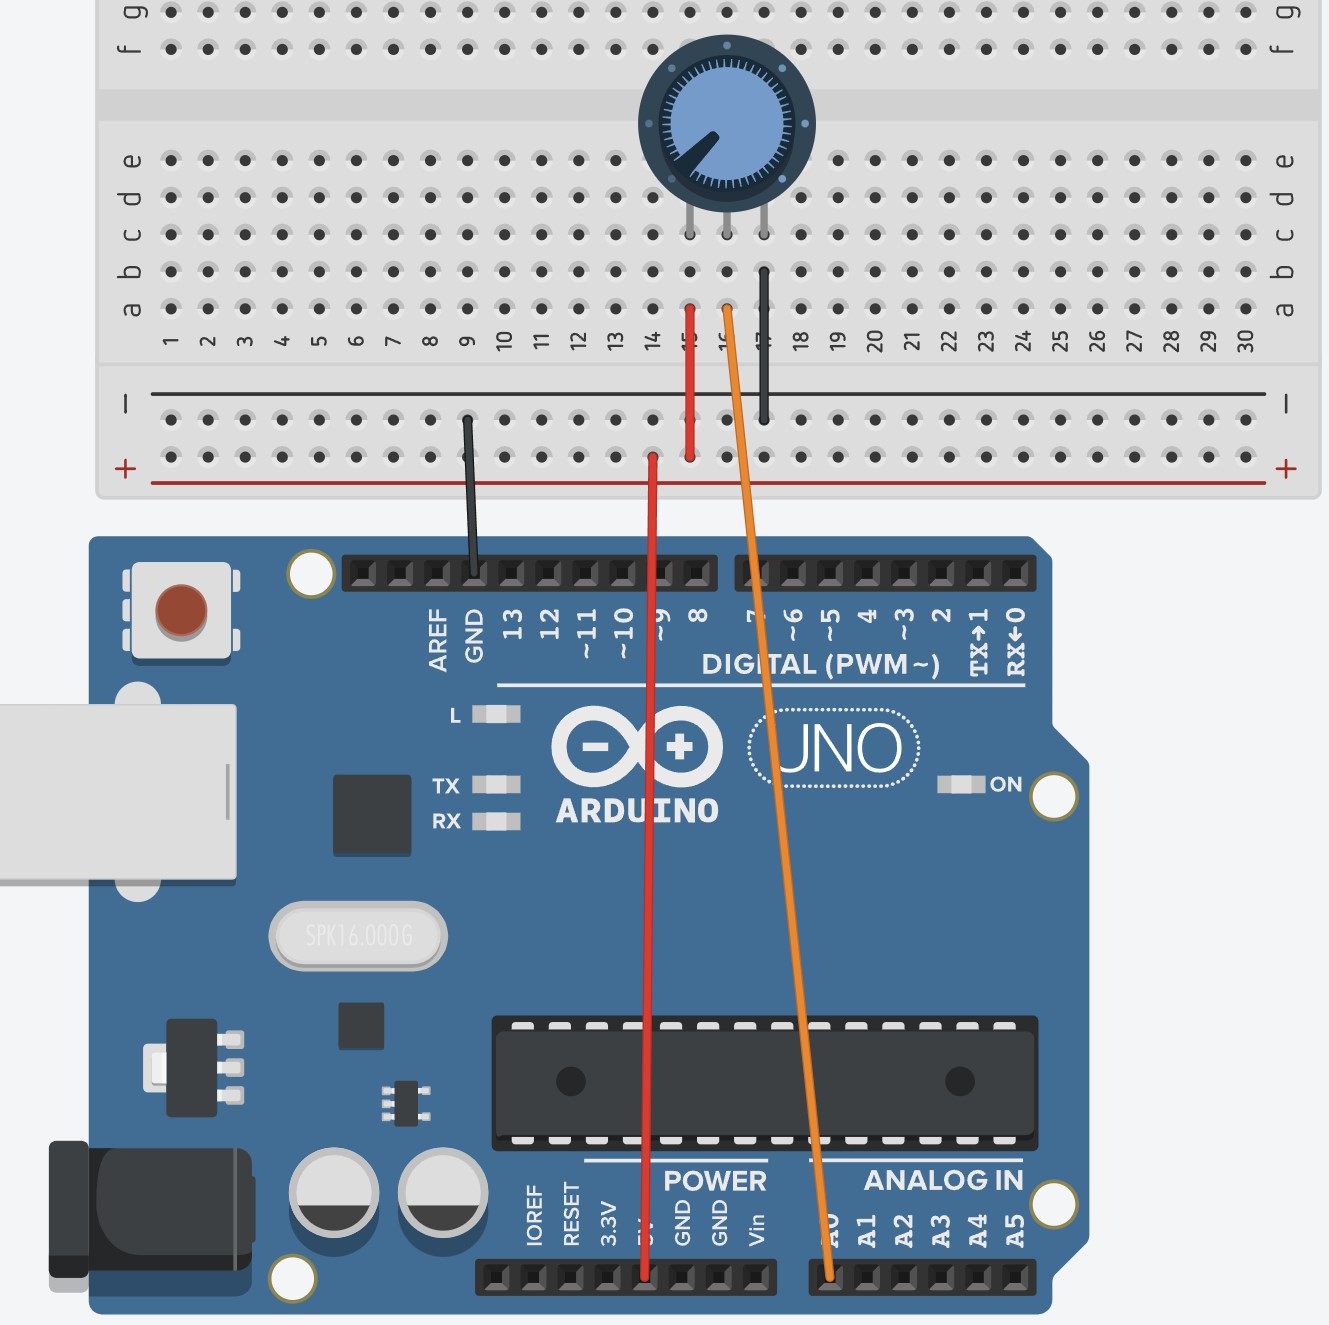 g g
f f
e e
d d
c c
b b
a a
1 2 3 4 5 6 7 8 9 10 11 12 13 14 15 16 17 18 19 20 21 22 23 24 25 26 27 28 29 30
− −
+ +
AREF GND 13 12 ~11 ~10 ~9 8 7 ~6 ~5 4 ~3 2 TX→1 RX←0
DIGITAL (PWM~)
L
UNO
TX ON
RX
ARDUINO
SPK16.000G
POWER ANALOG IN
IOREF RESET 3.3V 5V GND GND Vin A0 A1 A2 A3 A4 A5